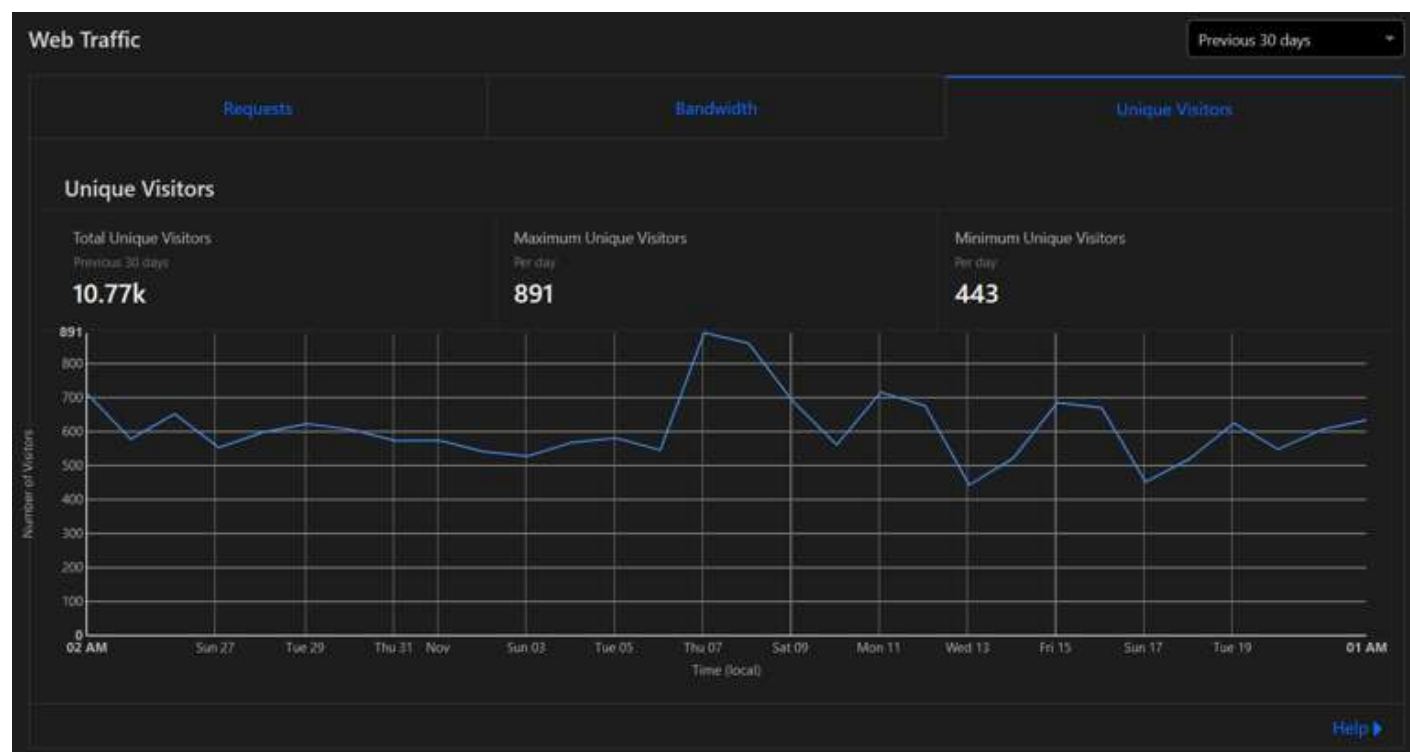 Web Traffic
Previous 30 days
Requests
Bandwidth
Unique Visitors
Unique Visitors
Total Unique Visitors
Previous 30 days
10.77k
Maximum Unique Visitors
Per day
891
Minimum Unique Visitors
Per day
443
891
800
700
600
500
400
300
200
100
0
Number of Visitors
02 AM Sun 27 Tue 29 Thu 31 Nov Sun 03 Tue 05 Thu 07 Sat 09 Mon 11 Wed 13 Fri 15 Sun 17 Tue 19 01 AM
Time (local)
Help